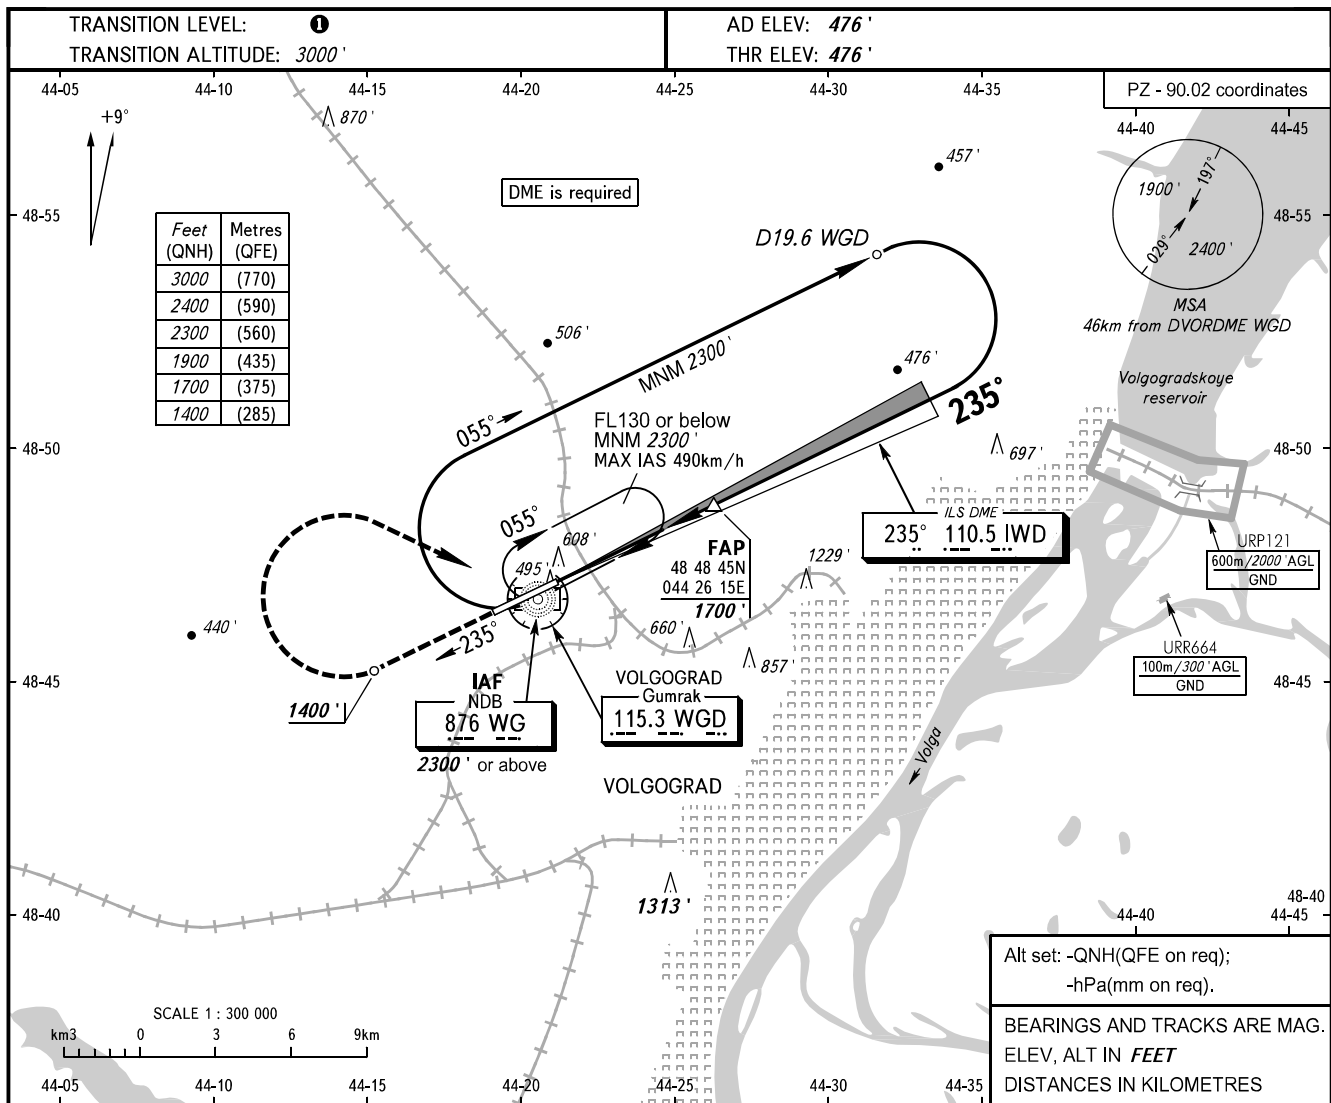 TRANSITION LEVEL: ❶
TRANSITION ALTITUDE: 3000 '
AD ELEV: 476 '
THR ELEV: 476 '
44-05 44-10 44-15 44-20 44-25 44-30 44-35
PZ - 90.02 coordinates
44-40 44-45
+9°
870 '
457 '
DME is required
1900 '
197°
029°
2400 '
48-55
48-55
MSA
46km from DVORDME WGD
Feet (QNH) Metres (QFE)
3000 (770)
2400 (590)
2300 (560)
1900 (435)
1700 (375)
1400 (285)
D19.6 WGD
506 '
MNM 2300 '
476 '
Volgogradskoye
reservoir
055°
235°
FL130 or below
MNM 2300 '
MAX IAS 490km/h
48-50
48-50
697 '
055°
608 '
495 '
FAP
48 48 45N
044 26 15E
1700 '
ILS DME
235° 110.5 IWD
1229 '
URP121
600m/2000 'AGL
GND
440 '
235°
660 '
857 '
URR664
100m/300 'AGL
GND
48-45
48-45
1400 '
IAF
NDB
876 WG
2300 ' or above
VOLGOGRAD
Gumrak
115.3 WGD
VOLGOGRAD
Volga
1313 '
48-40
48-40
44-40 44-45
Alt set: -QNH(QFE on req);
-hPa(mm on req).
BEARINGS AND TRACKS ARE MAG.
ELEV, ALT IN FEET
DISTANCES IN KILOMETRES
SCALE 1 : 300 000
km3 0 3 6 9km
44-05 44-10 44-15 44-20 44-25 44-30 44-35